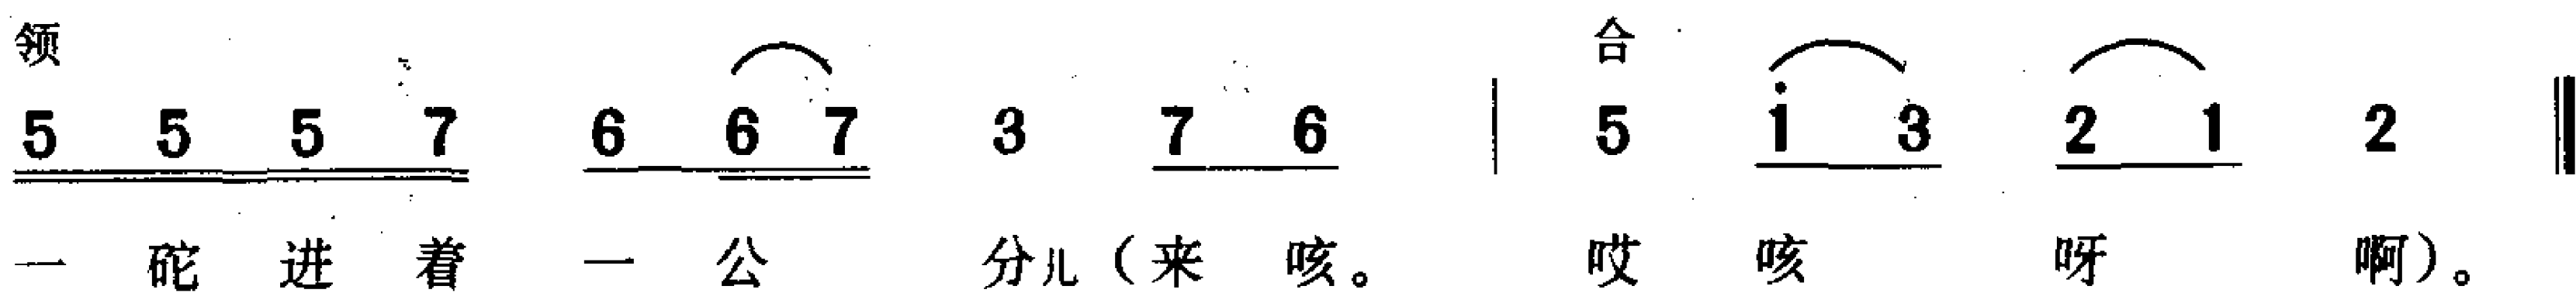 领 合
5 5 5 7 6 6 7 3 7 6 | 5 i 3 2 1 2 ‖
一 砣 进 着 一 公 分儿（来 咳。 哎 咳 呀 啊）。